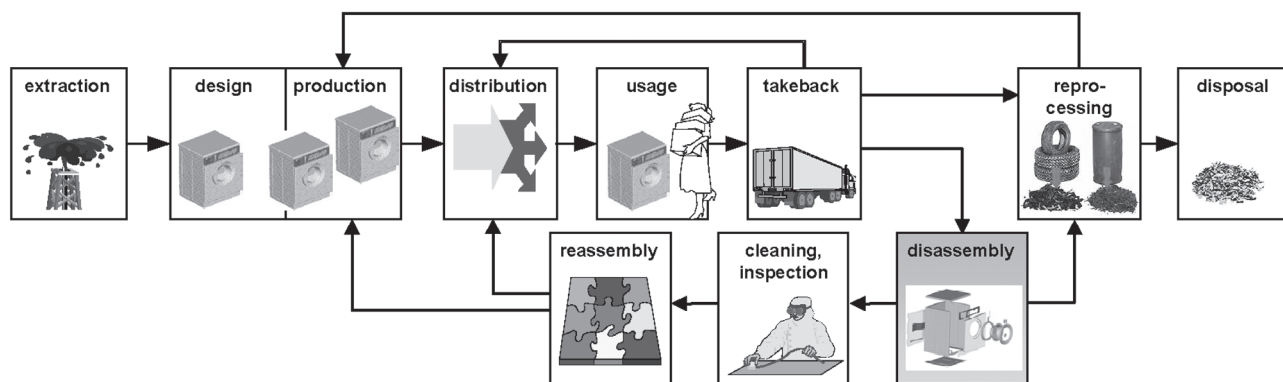 extraction
design
production
distribution
usage
takeback
repro-
cessing
disposal
reassembly
cleaning,
inspection
disassembly